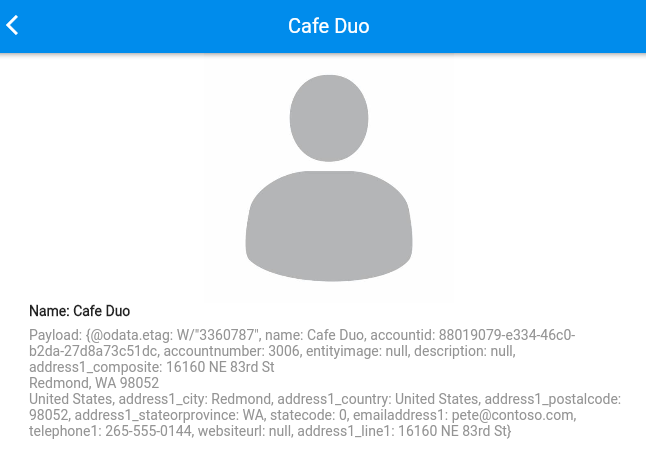 Cafe Duo
Name: Cafe Duo
Payload: {@odata.etag: W/"3360787", name: Cafe Duo, accountid: 88019079-e334-46c0-
b2da-27d8a73c51dc, accountnumber: 3006, entityimage: null, description: null,
address1_composite: 16160 NE 83rd St
Redmond, WA 98052
United States, address1_city: Redmond, address1_country: United States, address1_postalcode:
98052, address1_stateorprovince: WA, statecode: 0, emailaddress1: pete@contoso.com,
telephone1: 265-555-0144, websiteurl: null, address1_line1: 16160 NE 83rd St}